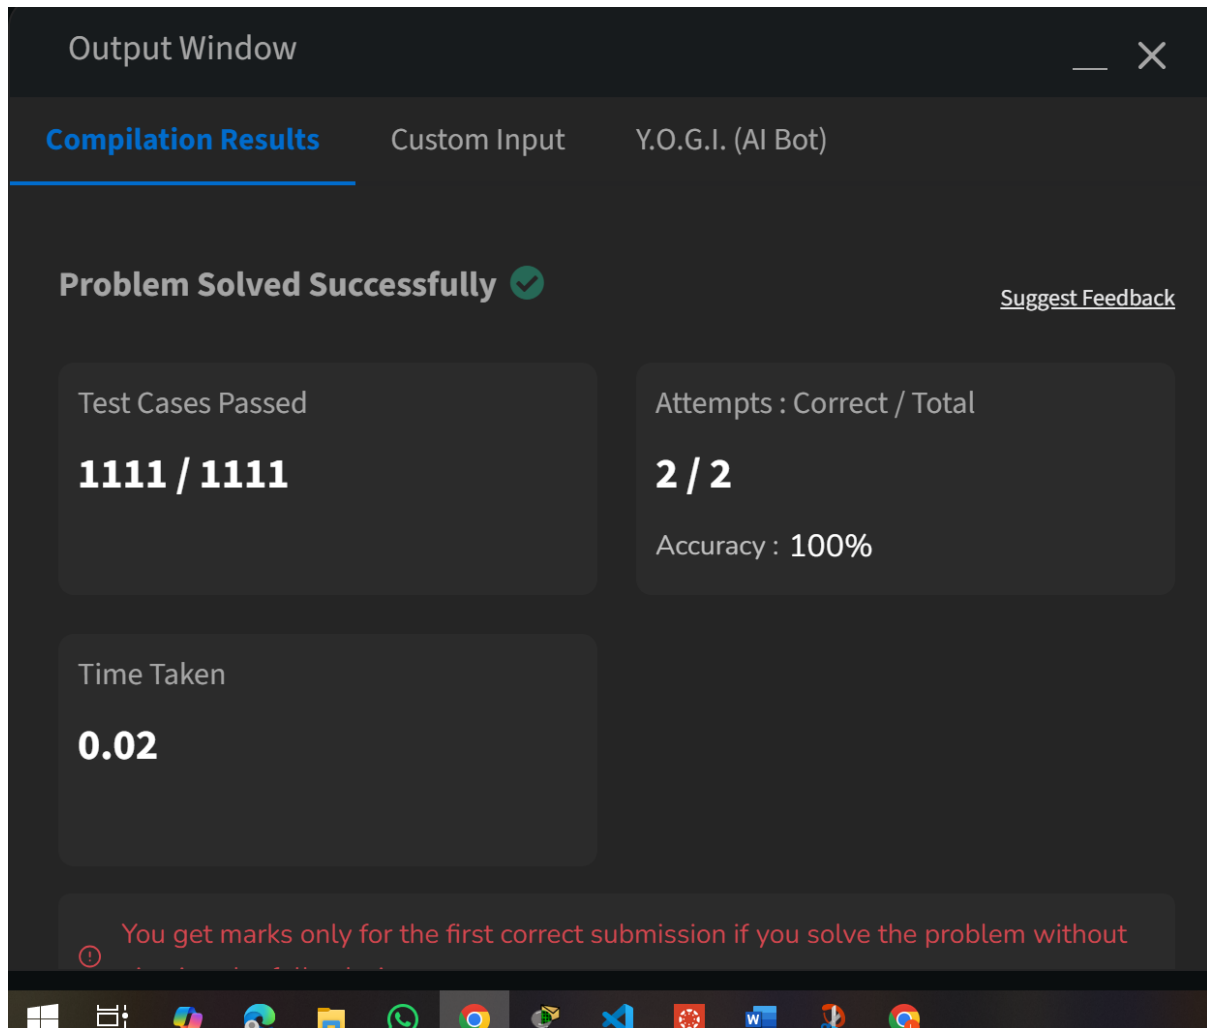 Output Window
Compilation Results Custom Input Y.O.G.I. (AI Bot)
Problem Solved Successfully
Suggest Feedback
Test Cases Passed
1111 / 1111
Attempts : Correct / Total
2 / 2
Accuracy : 100%
Time Taken
0.02
You get marks only for the first correct submission if you solve the problem without